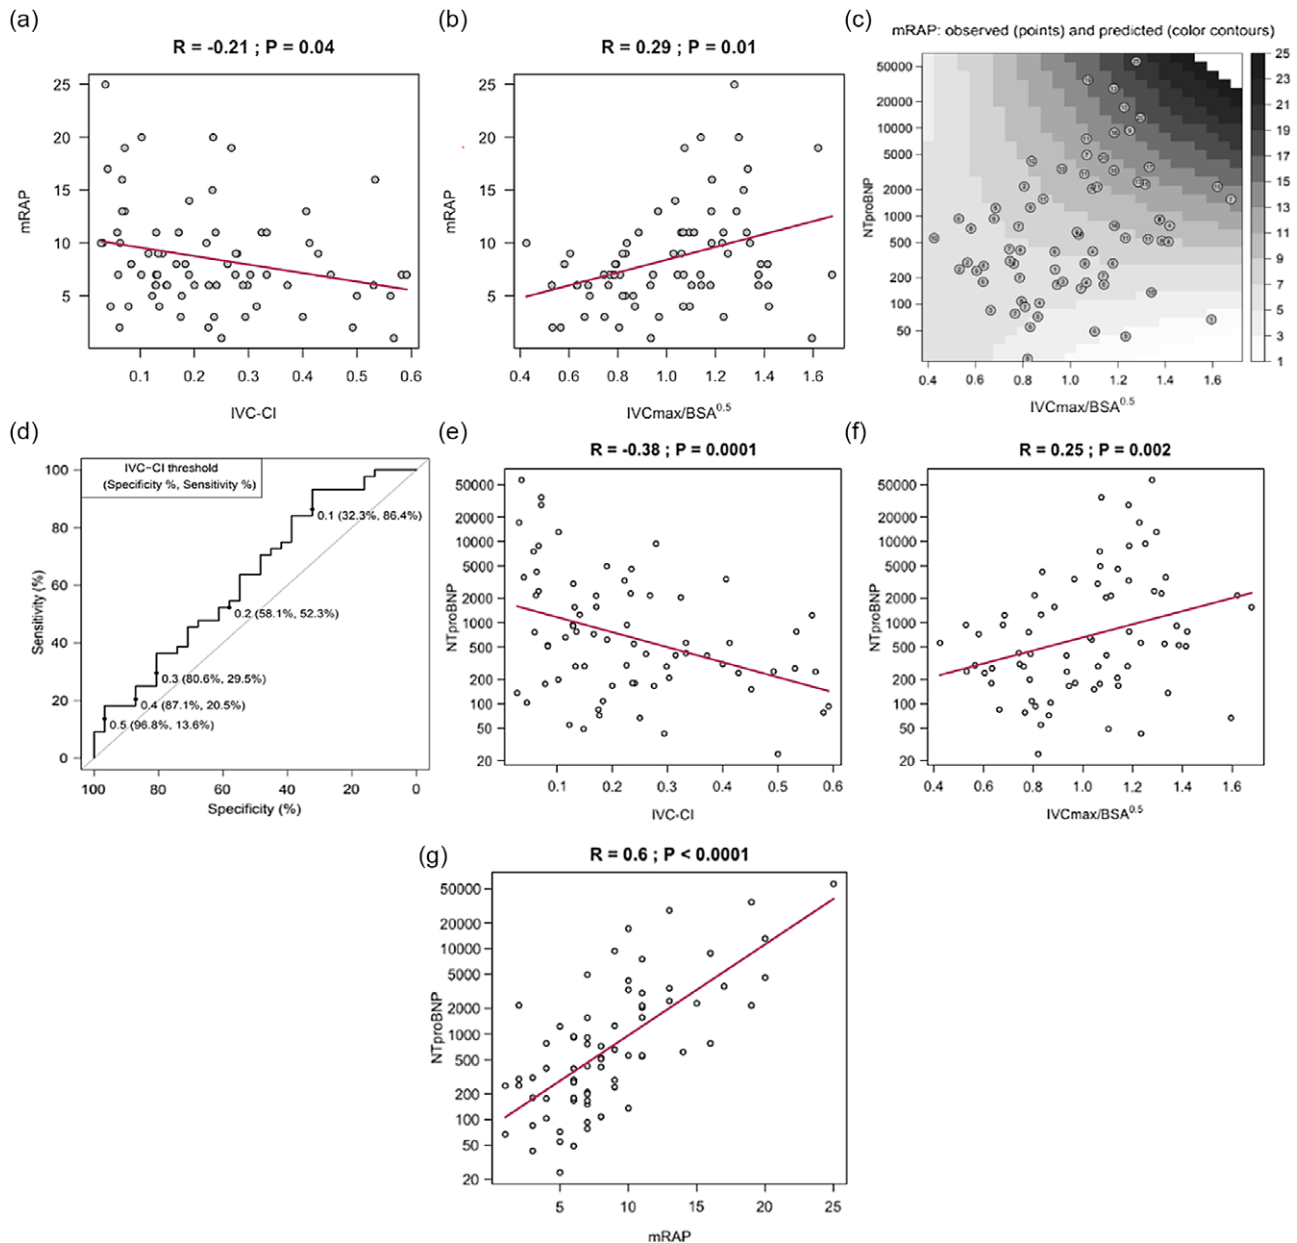 (a)
R = -0.21 ; P = 0.04
mRAP
25
20
15
10
5
0.1 0.2 0.3 0.4 0.5 0.6
IVC-CI
(b)
R = 0.29 ; P = 0.01
mRAP
25
20
15
10
5
0.4 0.6 0.8 1.0 1.2 1.4 1.6
IVCmax/BSA0.5
(c)
mRAP: observed (points) and predicted (color contours)
NTproBNP
50000
20000
10000
5000
2000
1000
500
200
100
50
0.4 0.6 0.8 1.0 1.2 1.4 1.6
IVCmax/BSA0.5
25
23
21
19
17
15
13
11
9
7
5
3
1
(d)
IVC−CI threshold
(Specificity %, Sensitivity %)
Sensitivity (%)
100
80
60
40
20
0
0.1 (32.3%, 86.4%)
0.2 (58.1%, 52.3%)
0.3 (80.6%, 29.5%)
0.4 (87.1%, 20.5%)
0.5 (96.8%, 13.6%)
100 80 60 40 20 0
Specificity (%)
(e)
R = -0.38 ; P = 0.0001
NTproBNP
50000
20000
10000
5000
2000
1000
500
200
100
50
20
0.1 0.2 0.3 0.4 0.5 0.6
IVC-CI
(f)
R = 0.25 ; P = 0.002
NTproBNP
50000
20000
10000
5000
2000
1000
500
200
100
50
20
0.4 0.6 0.8 1.0 1.2 1.4 1.6
IVCmax/BSA0.5
(g)
R = 0.6 ; P < 0.0001
NTproBNP
50000
20000
10000
5000
2000
1000
500
200
100
50
20
5 10 15 20 25
mRAP